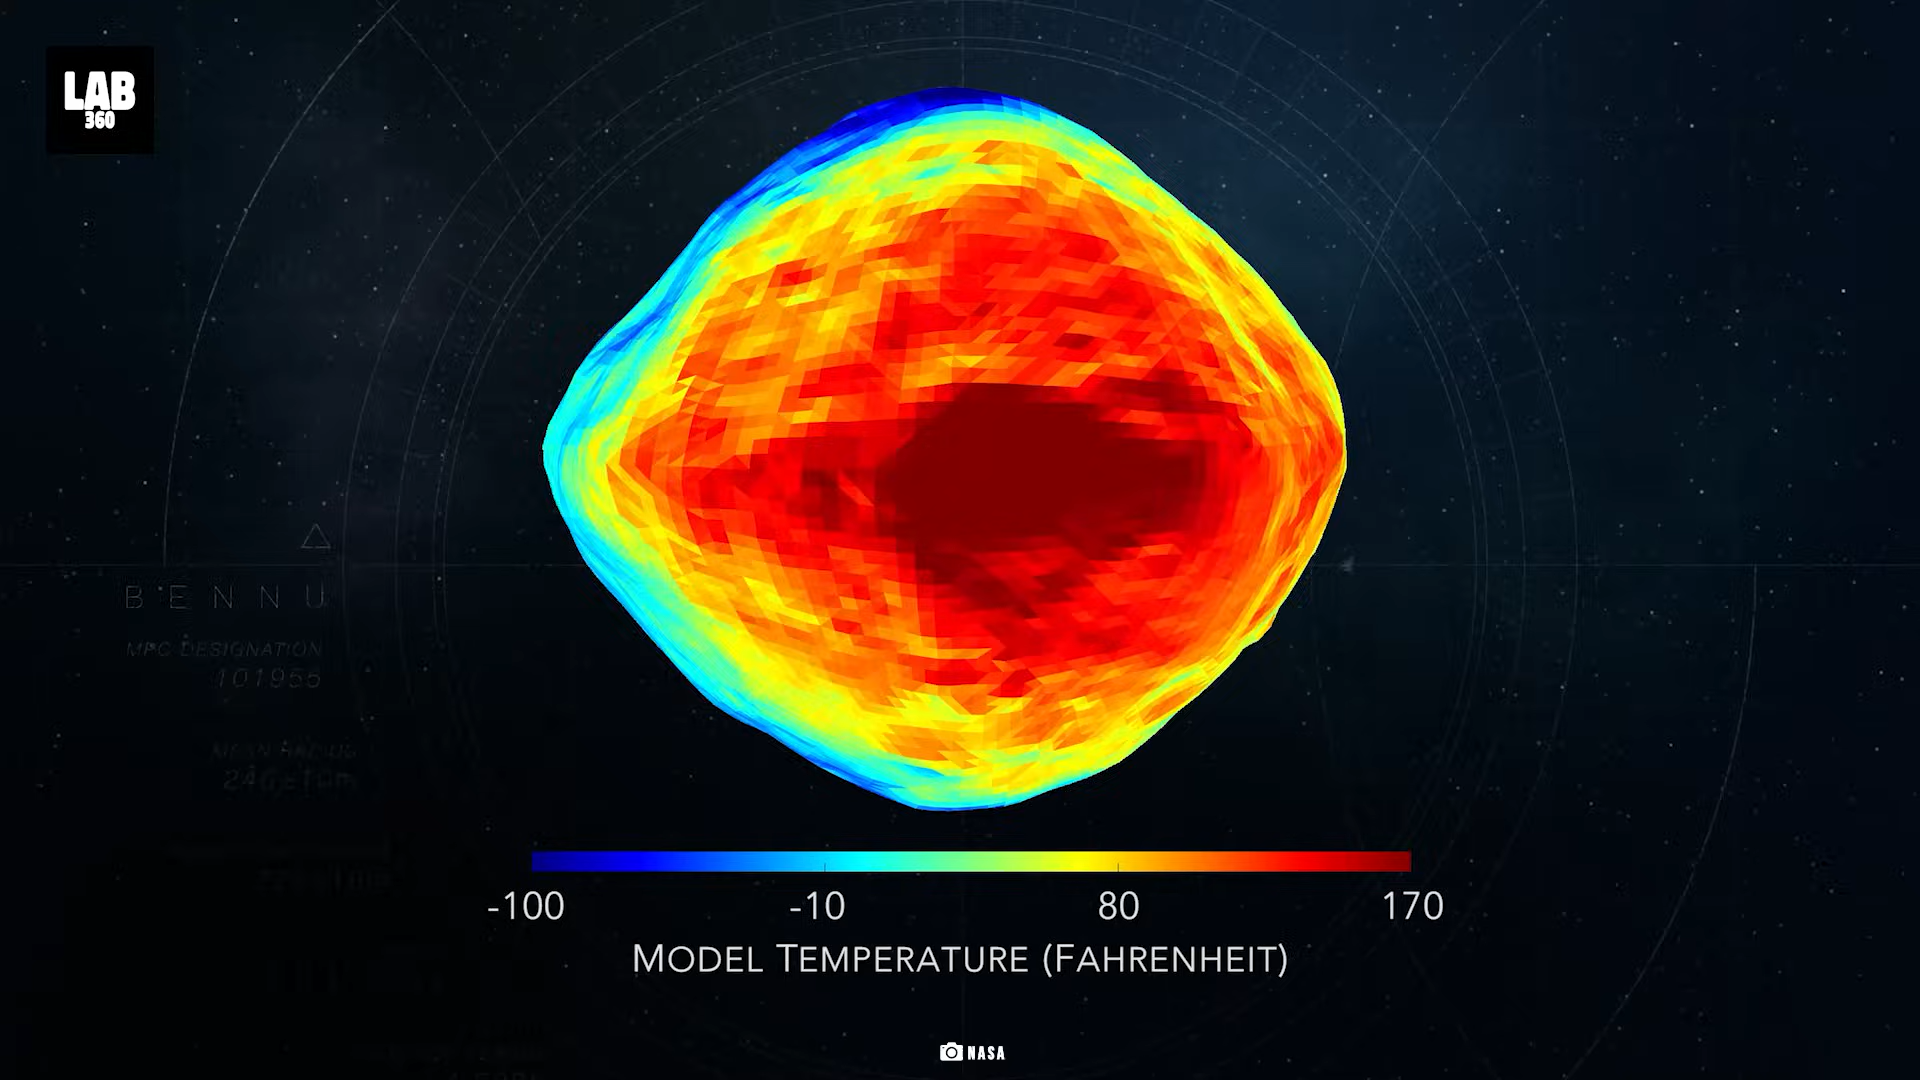 LAB
360
BENNU
MPC DESIGNATION
101955
-100 -10 80 170
MODEL TEMPERATURE (FAHRENHEIT)
NASA